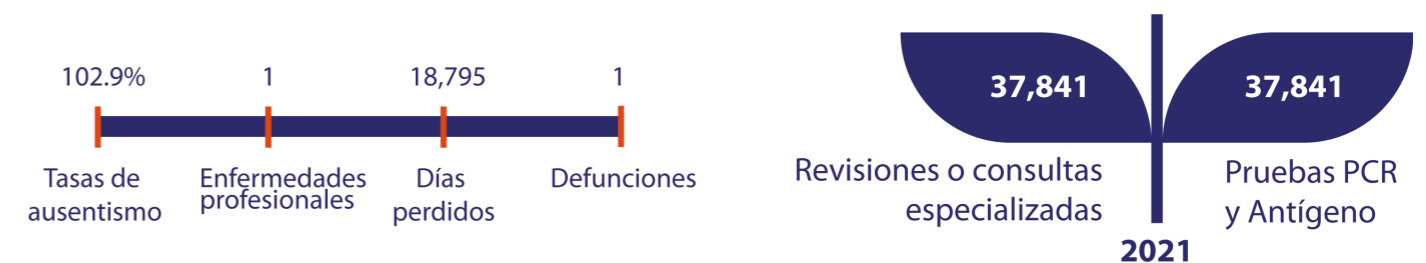 102.9%
1
18,795
1
Tasas de
ausentismo
Enfermedades
profesionales
Días
perdidos
Defunciones
37,841
37,841
Revisiones o consultas
especializadas
Pruebas PCR
y Antígeno
2021